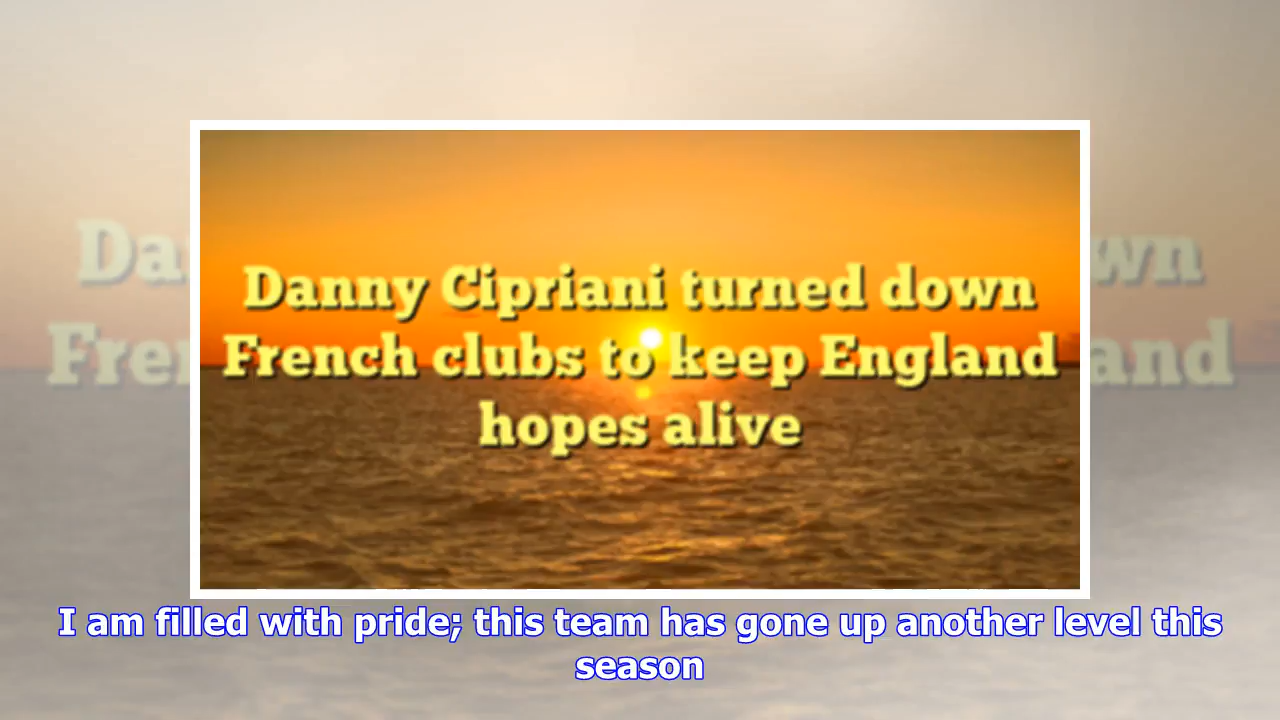 Danny Cipriani turned down
French clubs to keep England
hopes alive
I am filled with pride; this team has gone up another level this
season